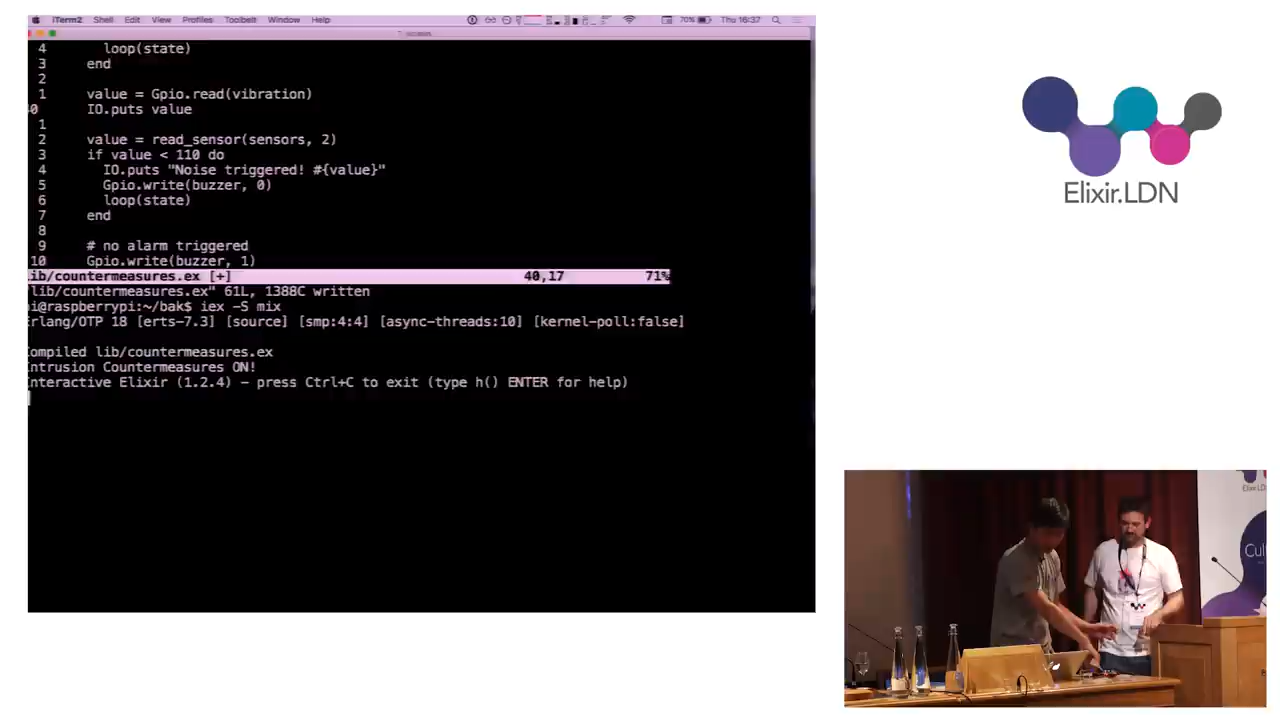 iTerm2 Shell Edit View Profiles Toolbelt Window Help 70% Thu 16:37
4 loop(state)
3 end
2
1 value = Gpio.read(vibration)
40 IO.puts value
1
2 value = read_sensor(sensors, 2)
3 if value < 110 do
4 IO.puts "Noise triggered! #{value}"
5 Gpio.write(buzzer, 0)
6 loop(state)
7 end
8
9 # no alarm triggered
10 Gpio.write(buzzer, 1)
lib/countermeasures.ex [+] 40,17 71%
"lib/countermeasures.ex" 61L, 1388C written
pi@raspberrypi:~/bak$ iex -S mix
Erlang/OTP 18 [erts-7.3] [source] [smp:4:4] [async-threads:10] [kernel-poll:false]
Compiled lib/countermeasures.ex
Intrusion Countermeasures ON!
Interactive Elixir (1.2.4) - press Ctrl+C to exit (type h() ENTER for help)
Elixir.LDN
Elixir.LD
Cul